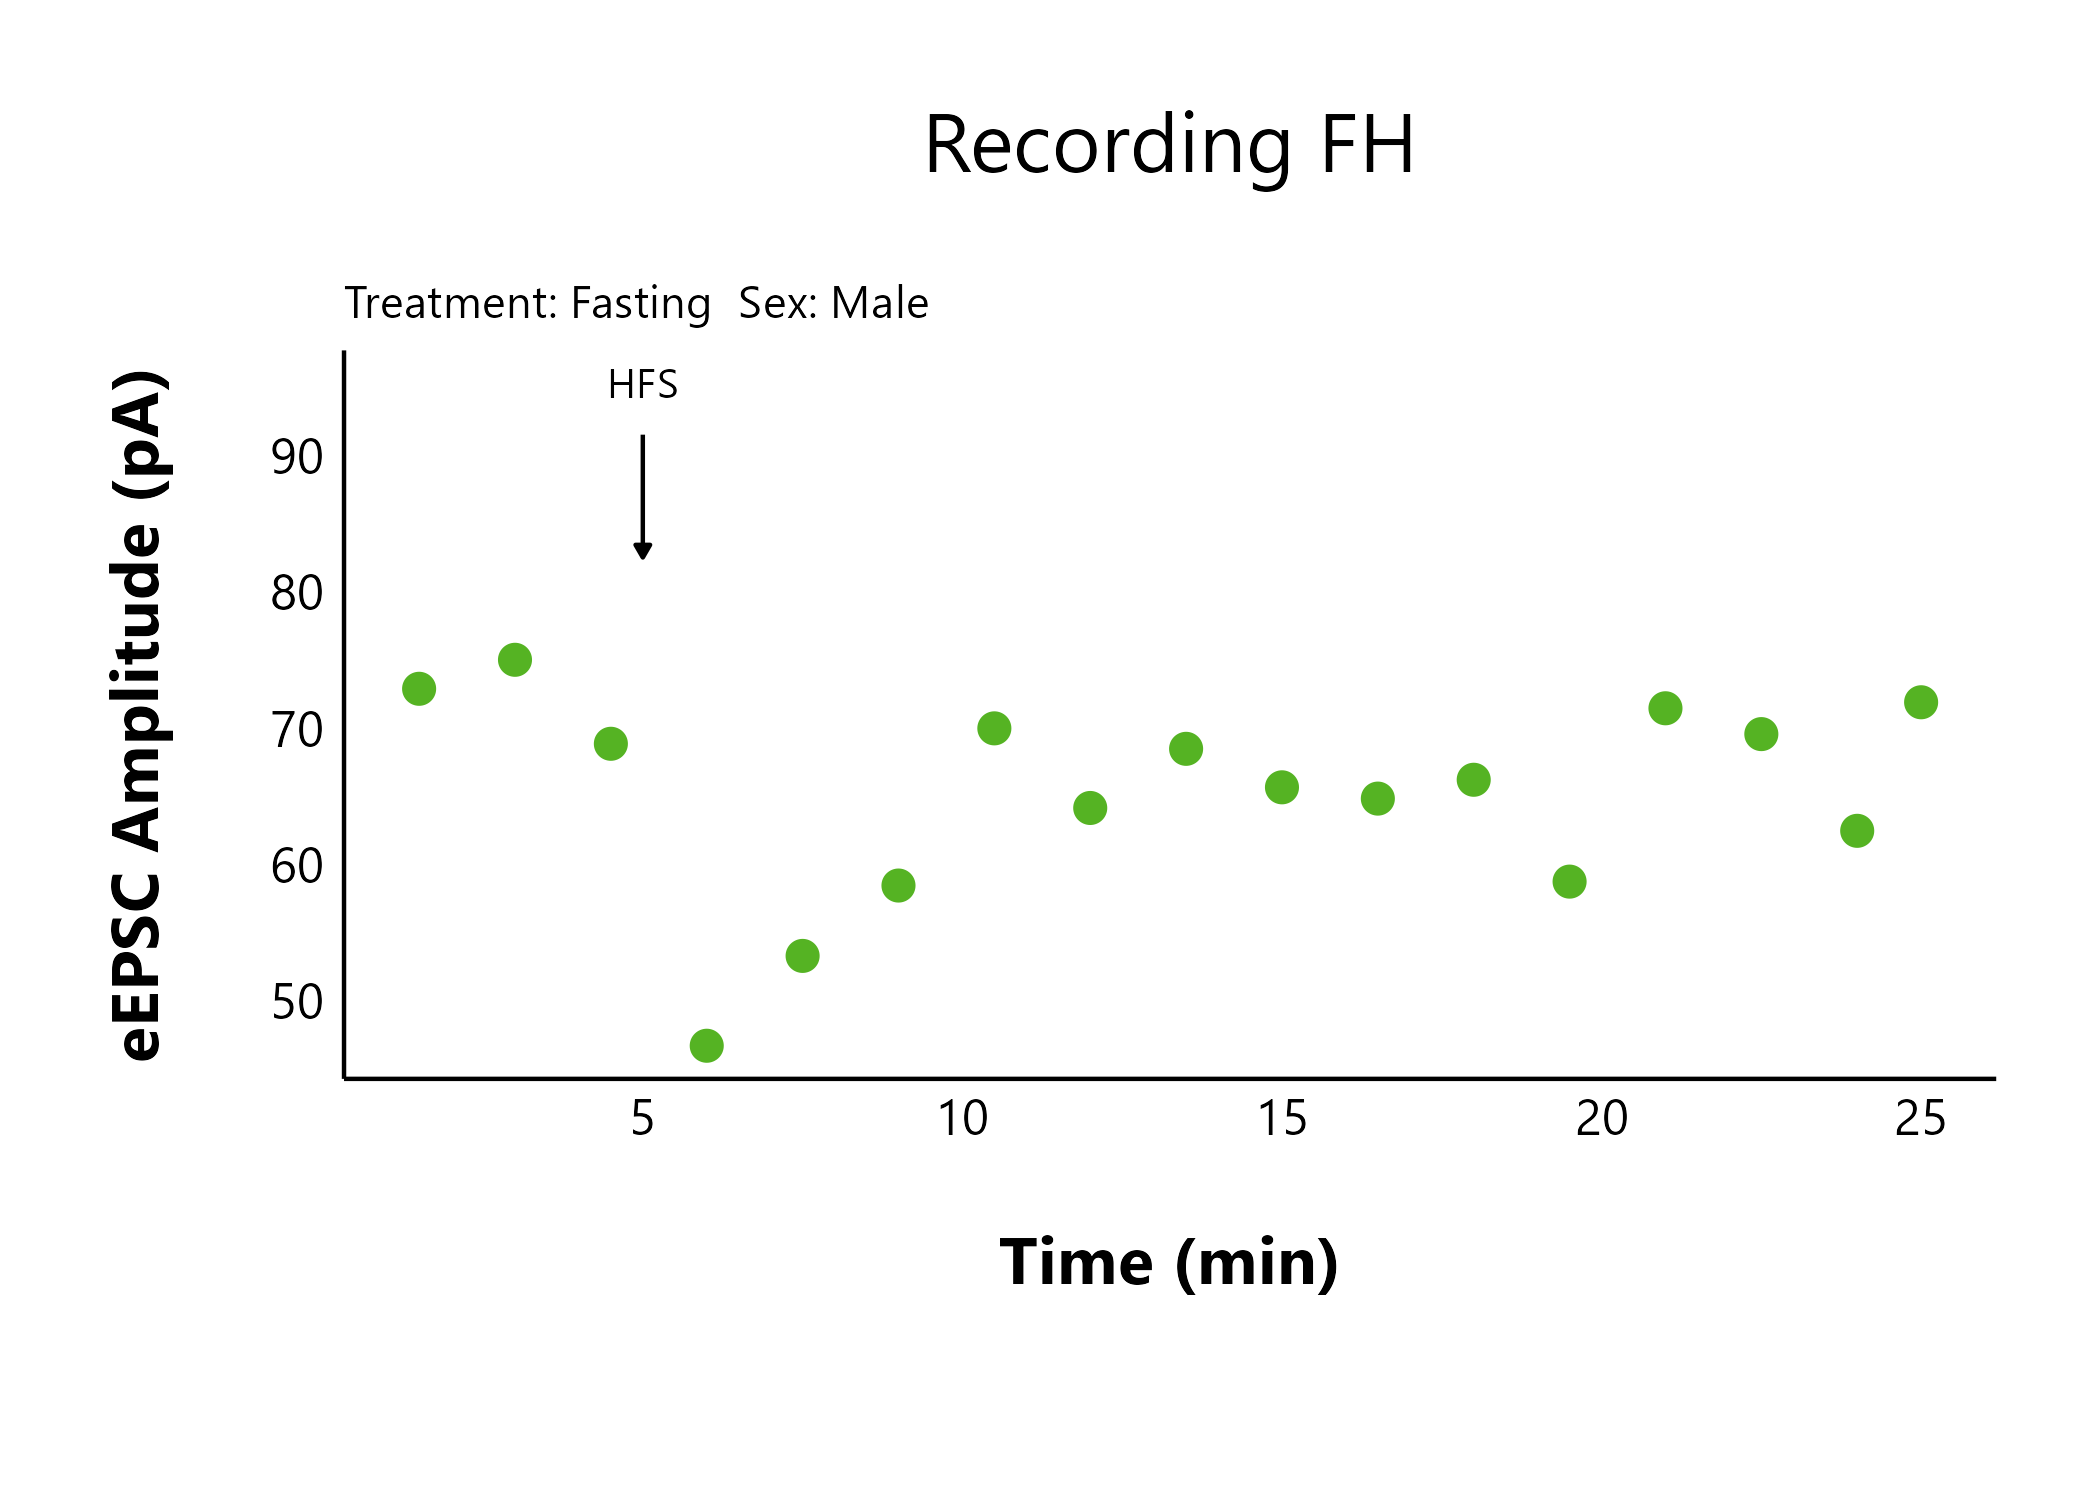 Recording FH
Treatment: Fasting  Sex: Male
HFS
eEPSC Amplitude (pA)
90
80
70
60
50
5 10 15 20 25
Time (min)